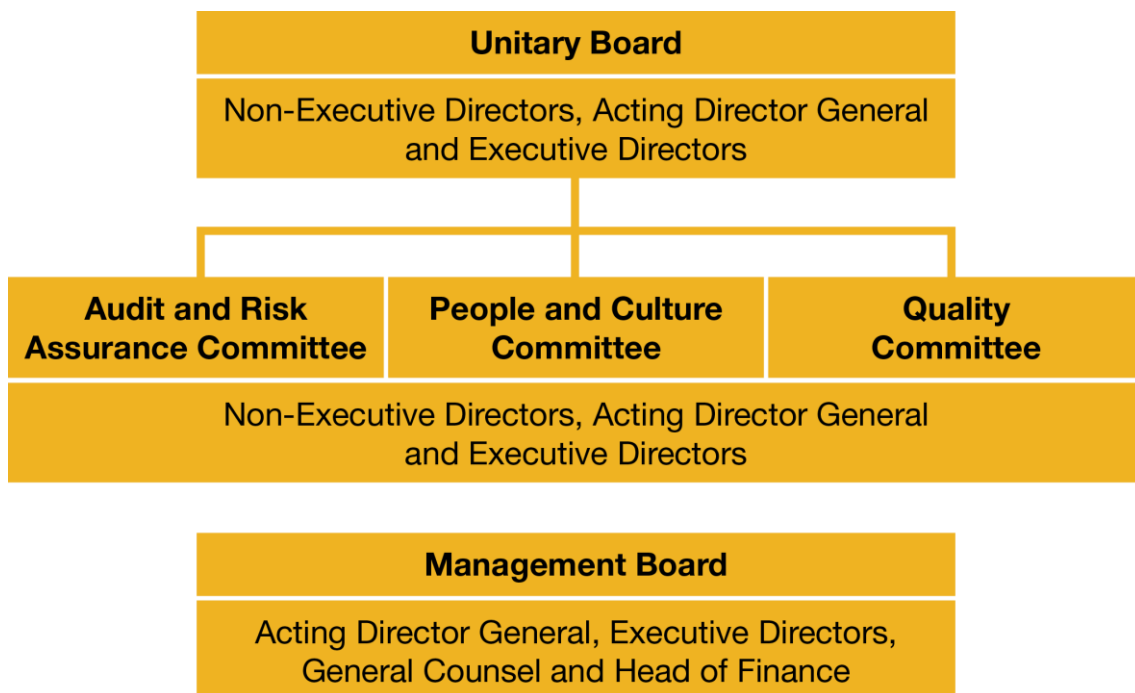 Unitary Board
Non-Executive Directors, Acting Director General
and Executive Directors
Audit and Risk
Assurance Committee
People and Culture
Committee
Quality
Committee
Non-Executive Directors, Acting Director General
and Executive Directors
Management Board
Acting Director General, Executive Directors,
General Counsel and Head of Finance